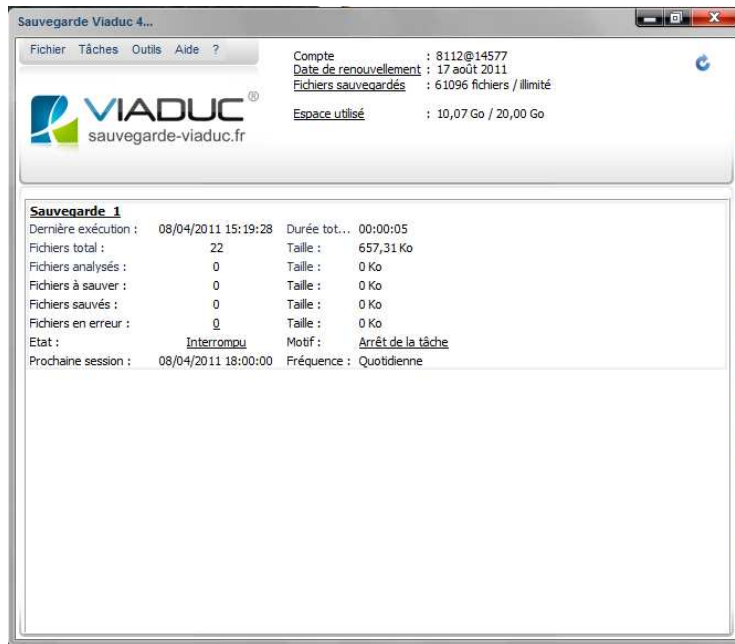 Sauvegarde Viaduc 4...
Fichier Tâches Outils Aide ?
Compte : 8112@14577
Date de renouvellement : 17 août 2011
Fichiers sauvegardés : 61096 fichiers / illimité
Espace utilisé : 10,07 Go / 20,00 Go
VIADUC®
sauvegarde-viaduc.fr
Sauvegarde 1
Dernière exécution : 08/04/2011 15:19:28 Durée tot... 00:00:05
Fichiers total : 22 Taille : 657,31 Ko
Fichiers analysés : 0 Taille : 0 Ko
Fichiers à sauver : 0 Taille : 0 Ko
Fichiers sauvés : 0 Taille : 0 Ko
Fichiers en erreur : 0 Taille : 0 Ko
Etat : Interrompu Motif : Arrêt de la tâche
Prochaine session : 08/04/2011 18:00:00 Fréquence : Quotidienne